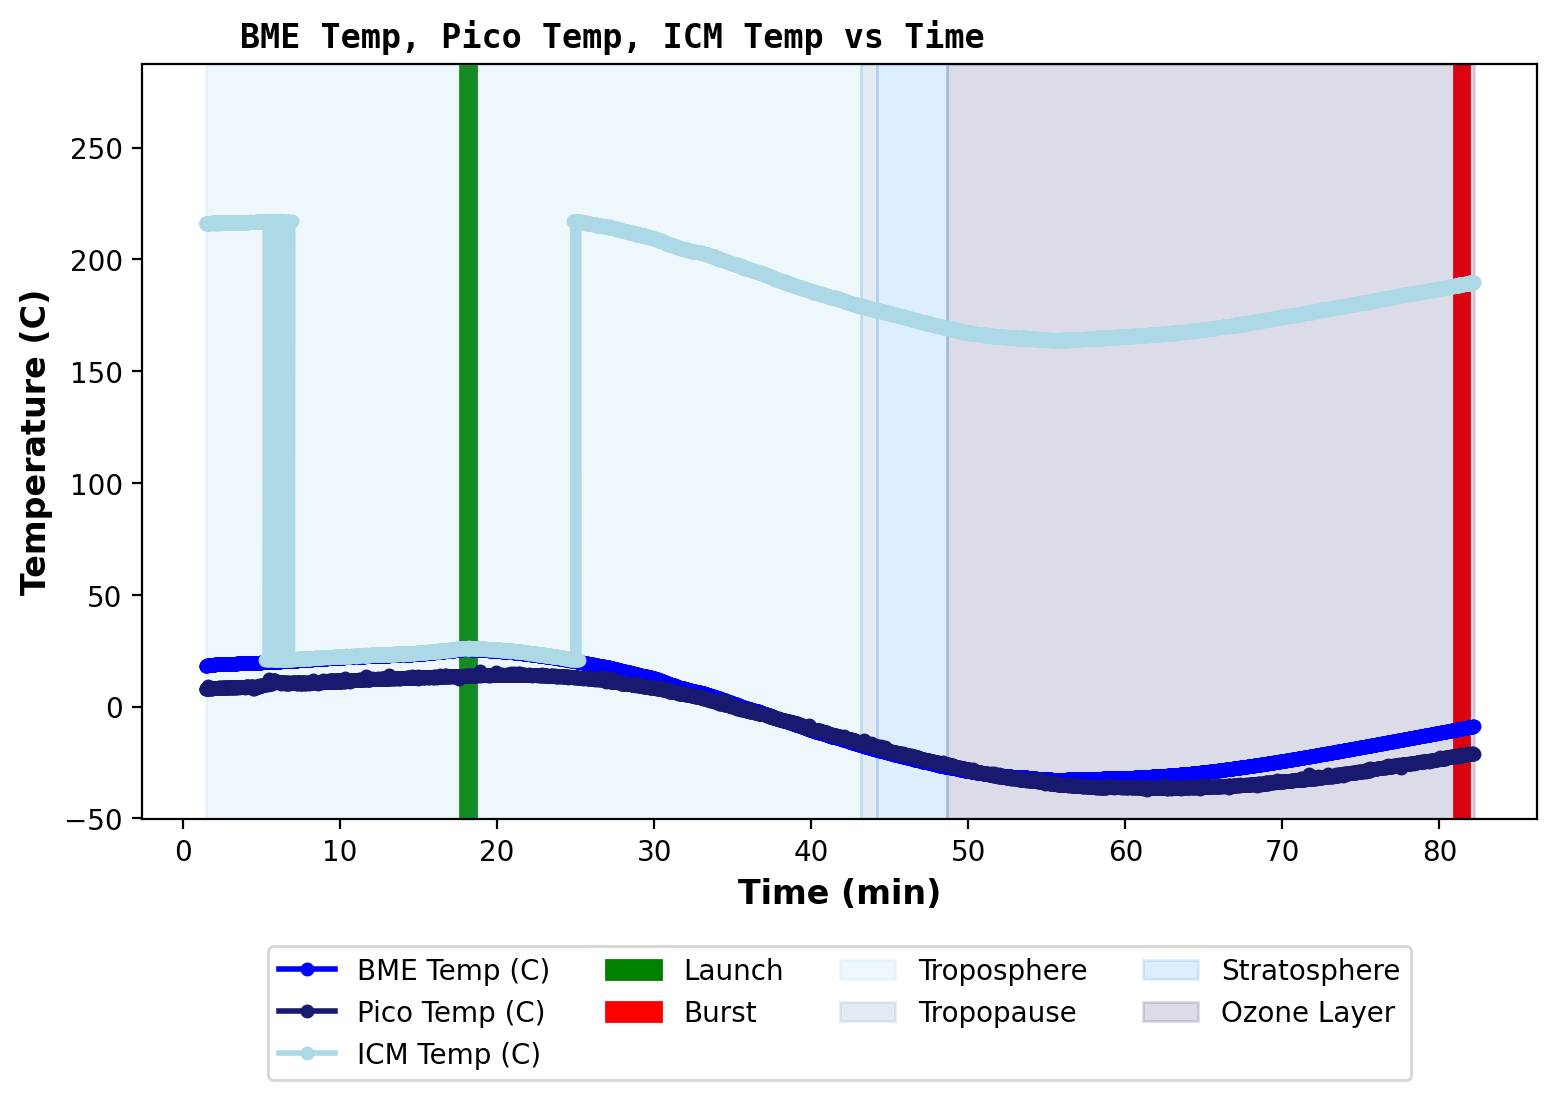 BME Temp, Pico Temp, ICM Temp vs Time
Temperature (C)
250
200
150
100
50
0
−50
0 10 20 30 40 50 60 70 80
Time (min)
BME Temp (C) Launch Troposphere Stratosphere
Pico Temp (C) Burst Tropopause Ozone Layer
ICM Temp (C)